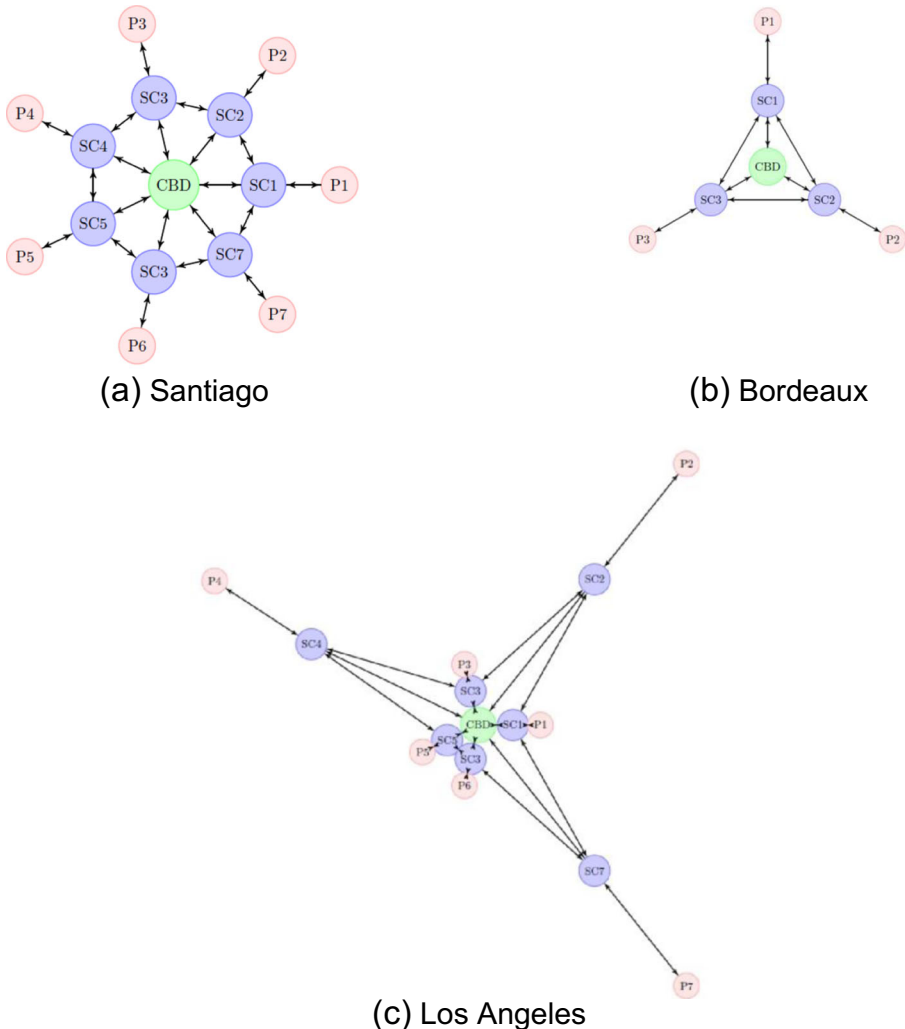 P3
P2
SC3
SC2
P4
SC4
CBD
SC1
P1
SC5
P5
SC3
SC7
P7
P6
(a) Santiago
P1
SC1
CBD
SC3
SC2
P3
P2
(b) Bordeaux
P2
P4
SC2
SC4
P3
SC3
CBD
SC1
P1
SC5
P5
SC3
P6
SC7
P7
(c) Los Angeles